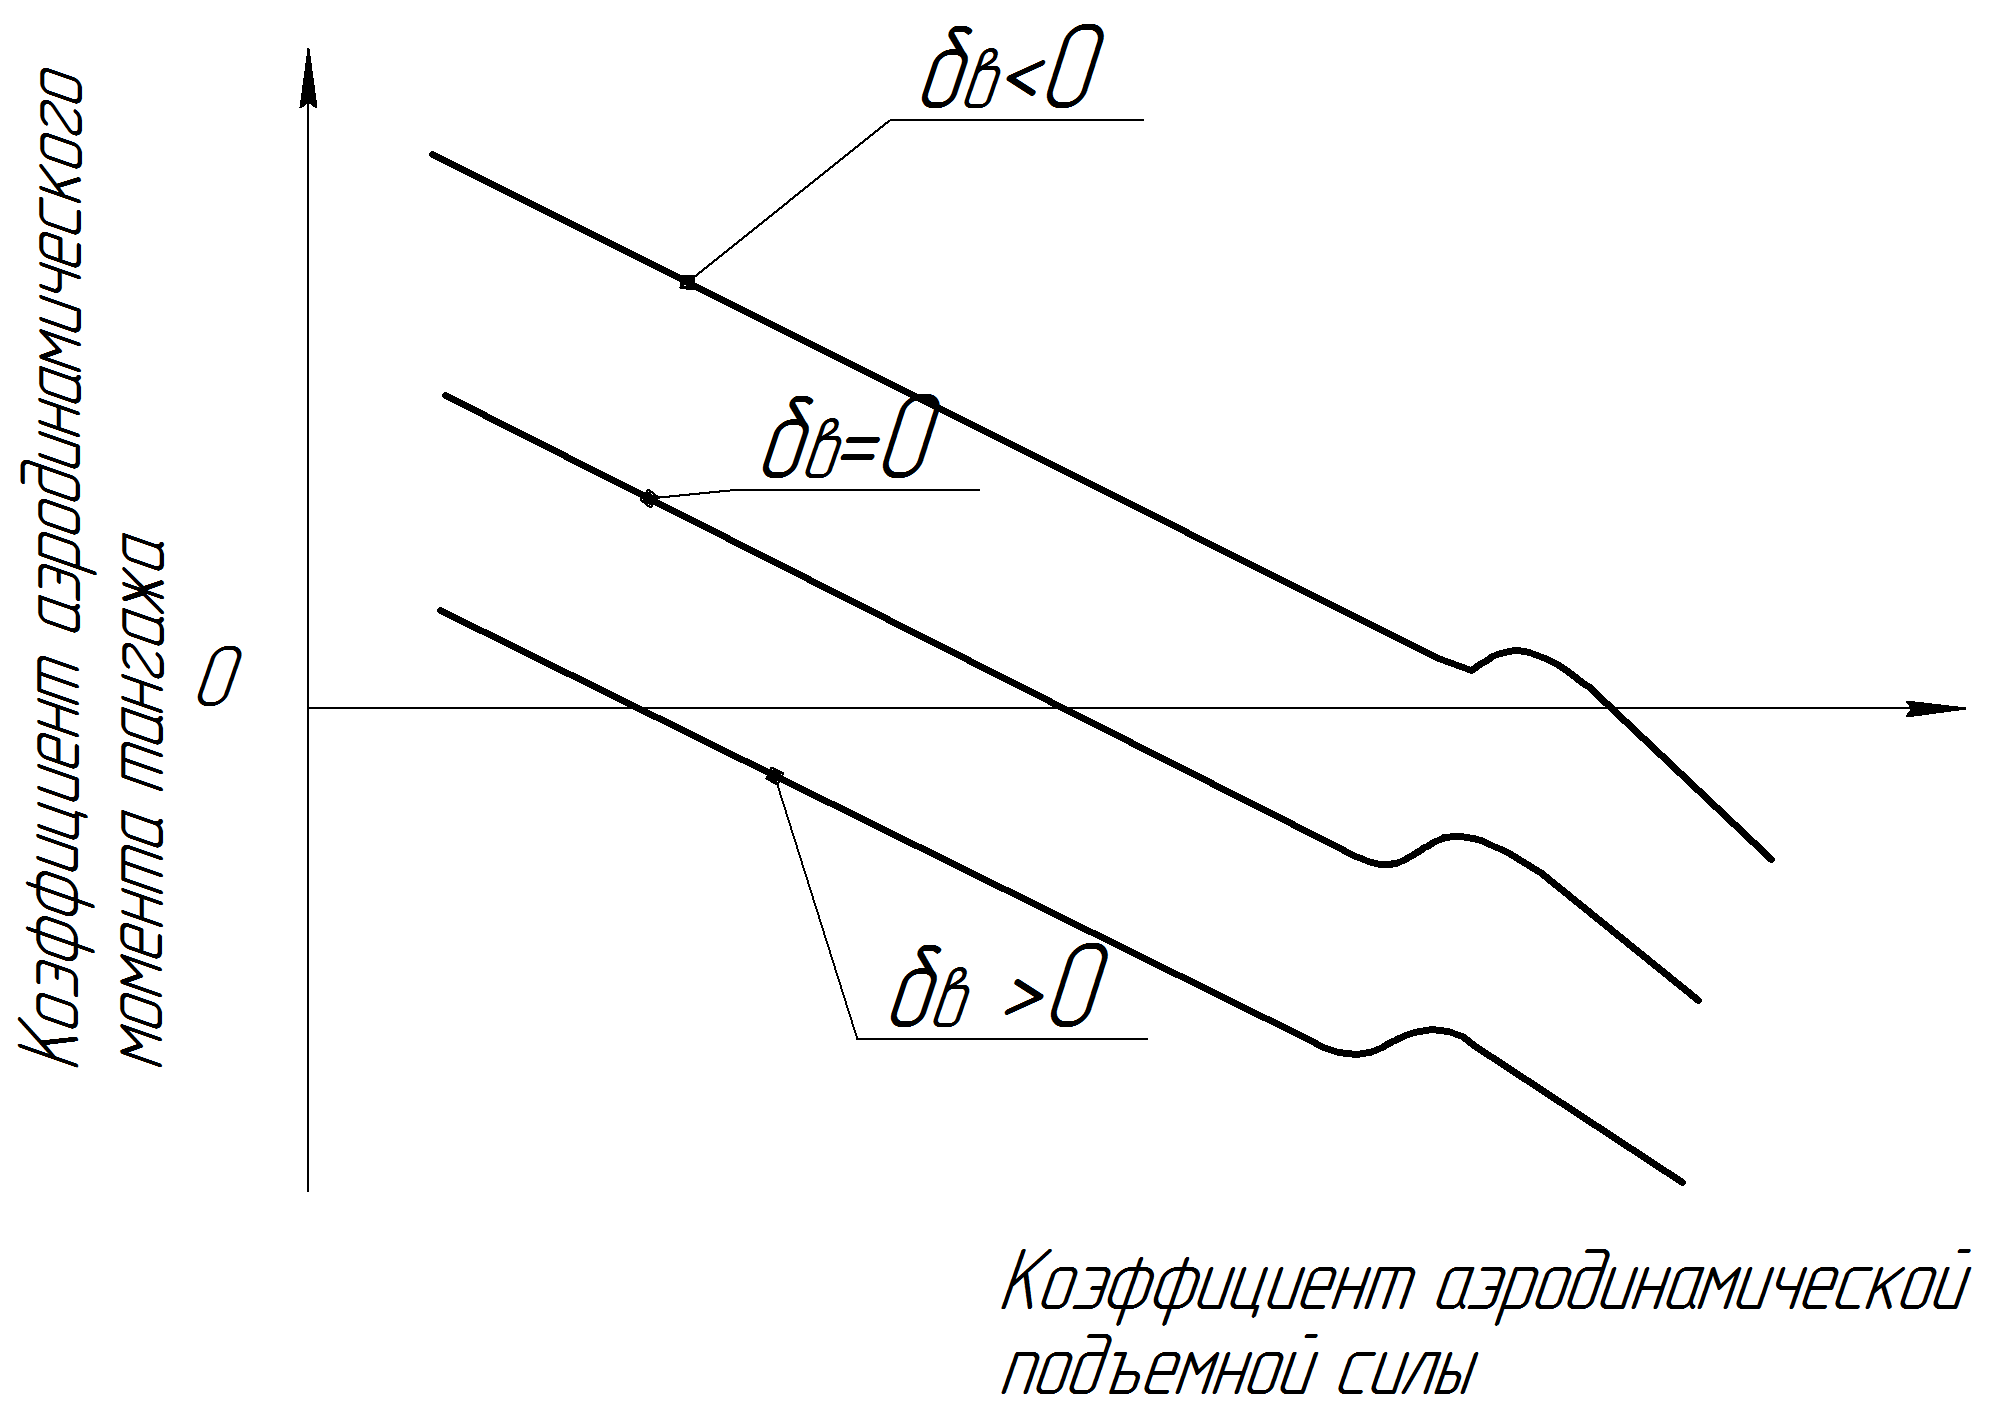 Коэффициент аэродинамического
момента тангажа
δв<0
δв=0
0
δв >0
Коэффициент аэродинамической
подъемной силы